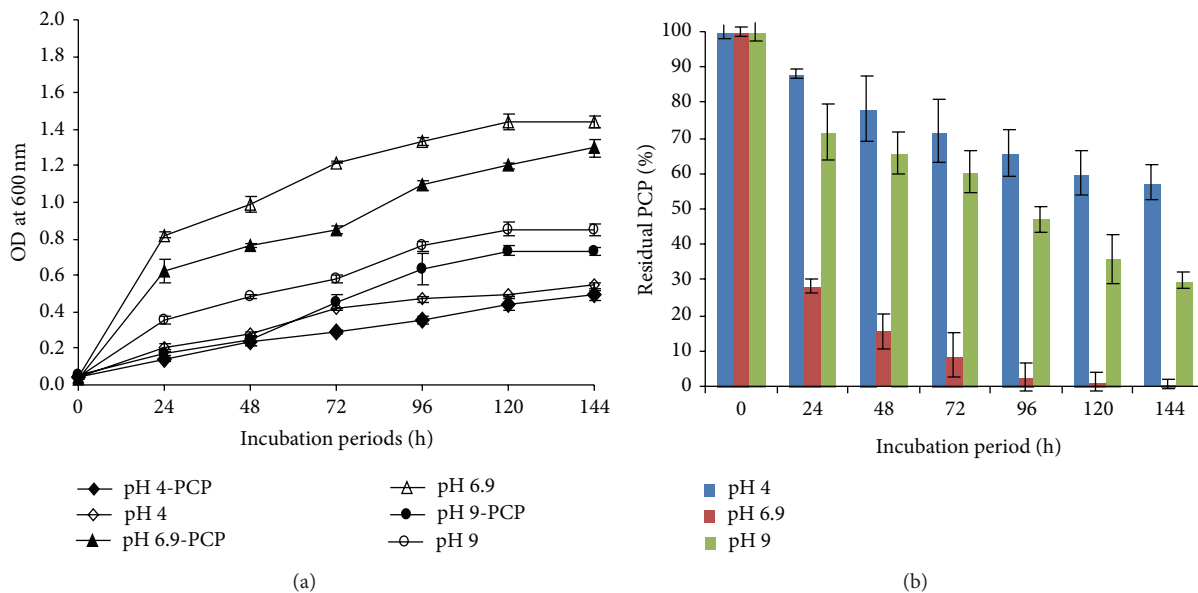 2.0
1.8
1.6
1.4
1.2
1.0
0.8
0.6
0.4
0.2
0.0
OD at 600 nm
0 24 48 72 96 120 144
Incubation periods (h)
pH 4-PCP
pH 4
pH 6.9-PCP
pH 6.9
pH 9-PCP
pH 9
(a)
100
90
80
70
60
50
40
30
20
10
0
Residual PCP (%)
0 24 48 72 96 120 144
Incubation period (h)
pH 4
pH 6.9
pH 9
(b)